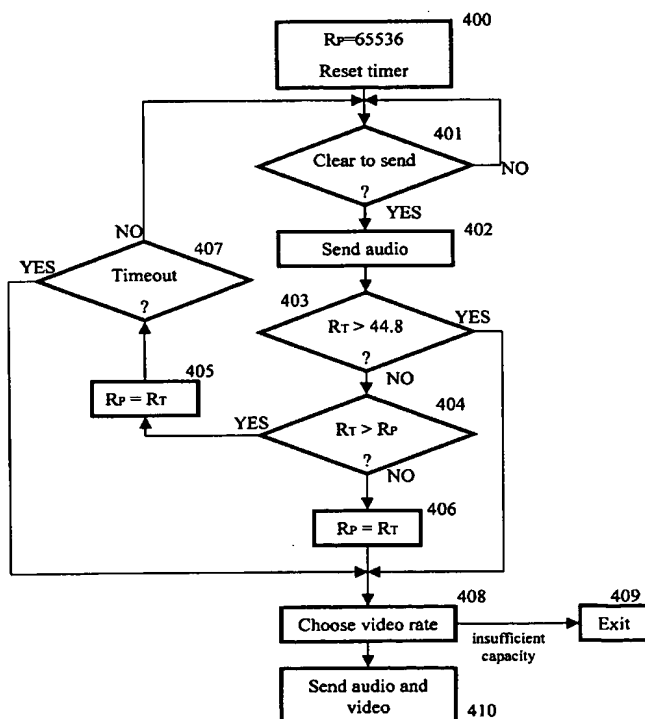 400
RP=65536
Reset timer
401
Clear to send
?
NO
YES
402
Send audio
NO
407
YES
Timeout
?
403
RT > 44.8
?
YES
NO
405
RP = RT
404
YES
RT > RP
?
NO
406
RP = RT
408
Choose video rate
insufficient
capacity
409
Exit
Send audio and
video
410